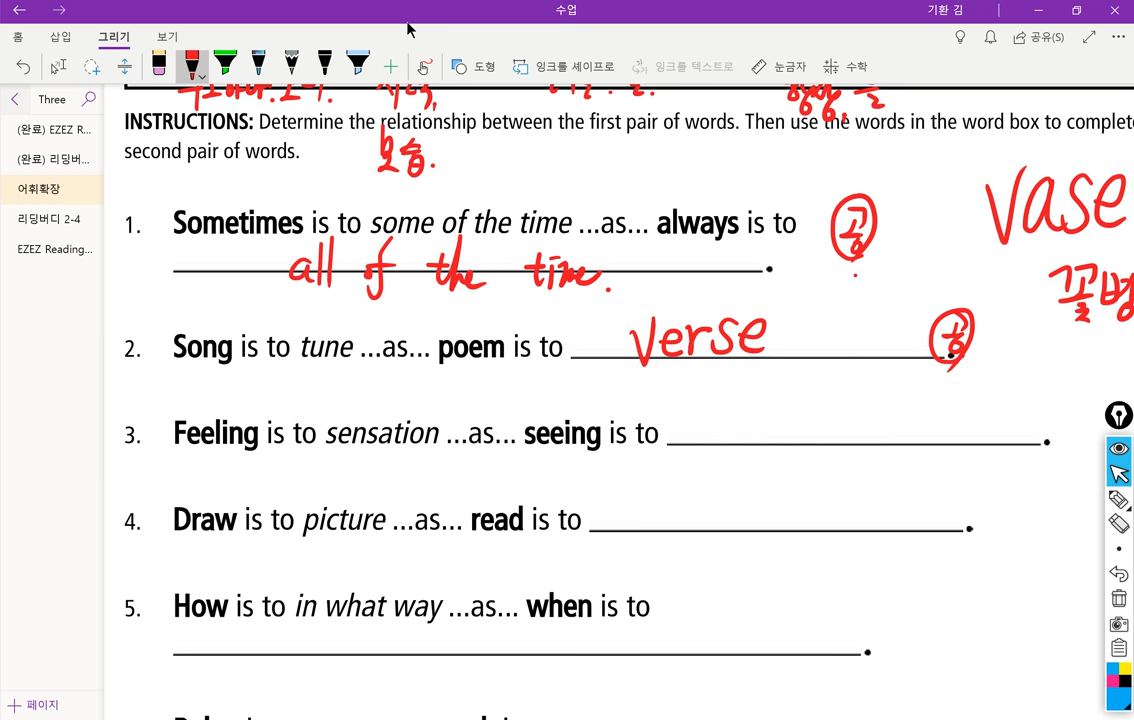 수업
기환 김
홈 삽입 그리기 보기
공유(S)
도형 잉크를 셰이프로 잉크를 텍스트로 눈금자 수학
Three
(완료) EZEZ R...
(완료) 리딩버...
어휘확장
리딩버디 2-4
EZEZ Reading...
페이지
INSTRUCTIONS: Determine the relationship between the first pair of words. Then use the words in the word box to complete
second pair of words.
모습.
1. Sometimes is to some of the time ...as... always is to
all of the time.
vase
꽃병
2. Song is to tune ...as... poem is to verse.
3. Feeling is to sensation ...as... seeing is to .
4. Draw is to picture ...as... read is to .
5. How is to in what way ...as... when is to
.